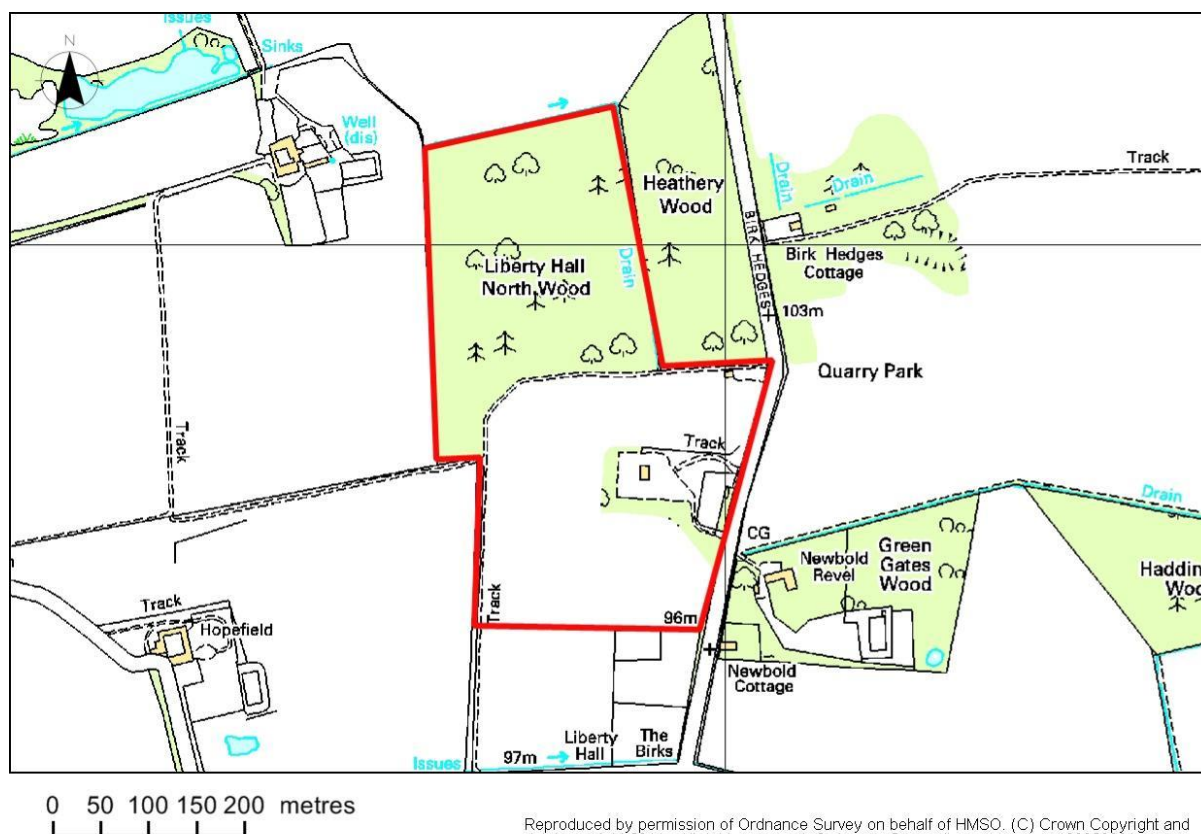 Issues
N
Sinks
Well
(dis)
Heathery
Wood
Drain
Drain
Track
BIRK HEDGES
Birk Hedges
Cottage
Liberty Hall
North Wood
Drain
103m
Quarry Park
Track
Track
Drain
CG
Newbold
Revel
Green
Gates
Wood
Haddin
Woo
Track
Hopefield
Track
96m
Newbold
Cottage
Liberty
Hall
The
Birks
Issues
97m
0 50 100 150 200 metres
Reproduced by permission of Ordnance Survey on behalf of HMSO. (C) Crown Copyright and